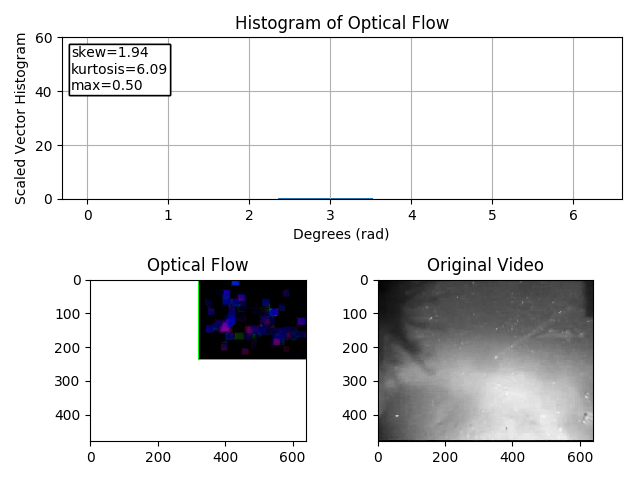 Histogram of Optical Flow
Scaled Vector Histogram
60
40
20
0
skew=1.94
kurtosis=6.09
max=0.50
0 1 2 3 4 5 6
Degrees (rad)
Optical Flow
0
100
200
300
400
0 200 400 600
Original Video
0
100
200
300
400
0 200 400 600